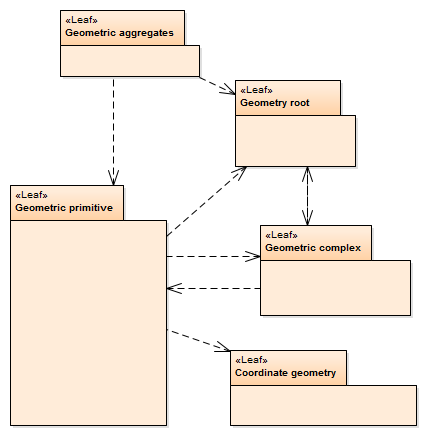 «Leaf»
Geometric aggregates
«Leaf»
Geometry root
«Leaf»
Geometric primitive
«Leaf»
Geometric complex
«Leaf»
Coordinate geometry